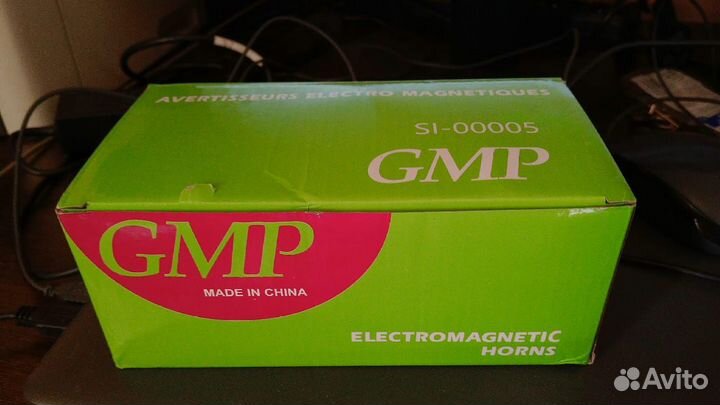 AVERTISSEURS ELECTRO MAGNETIQUES
SI-00005
GMP
GMP
MADE IN CHINA
ELECTROMAGNETIC
HORNS
Avito